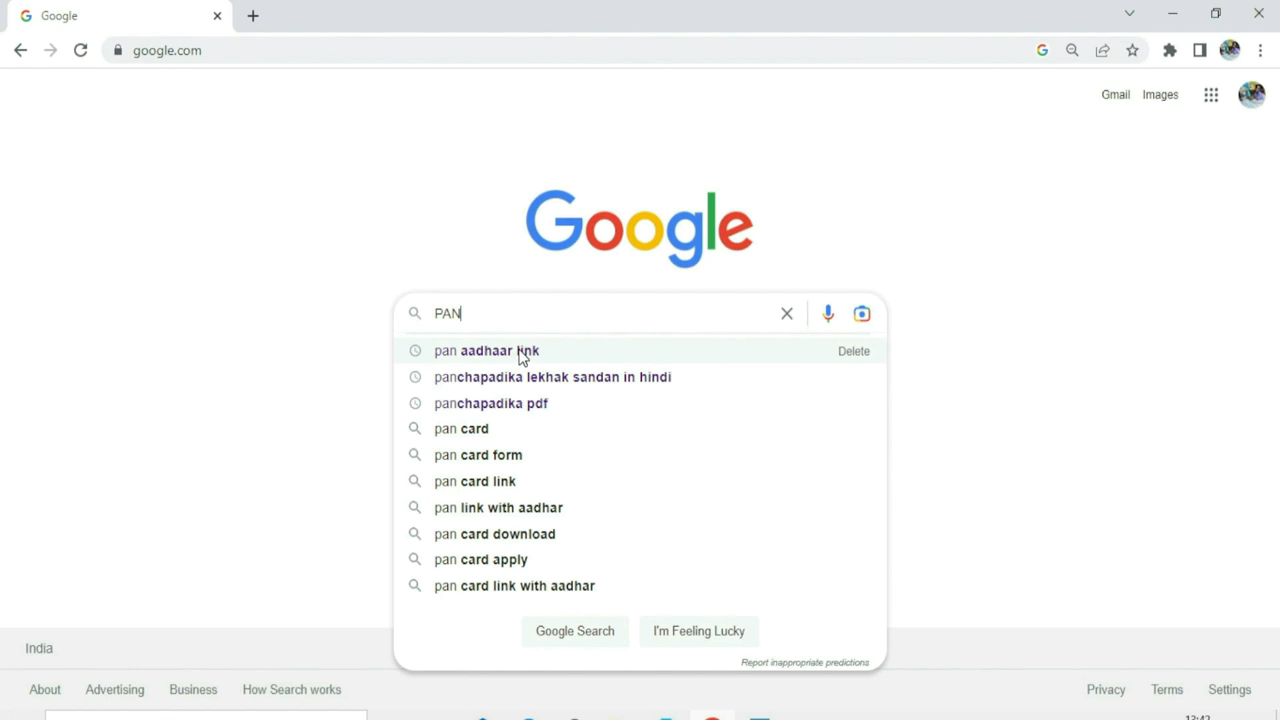 Google
google.com
Gmail Images
Google
PAN
pan aadhaar link Delete
panchapadika lekhak sandan in hindi
panchapadika pdf
pan card
pan card form
pan card link
pan link with aadhar
pan card download
pan card apply
pan card link with aadhar
Google Search I'm Feeling Lucky
Report inappropriate predictions
India
About Advertising Business How Search works Privacy Terms Settings